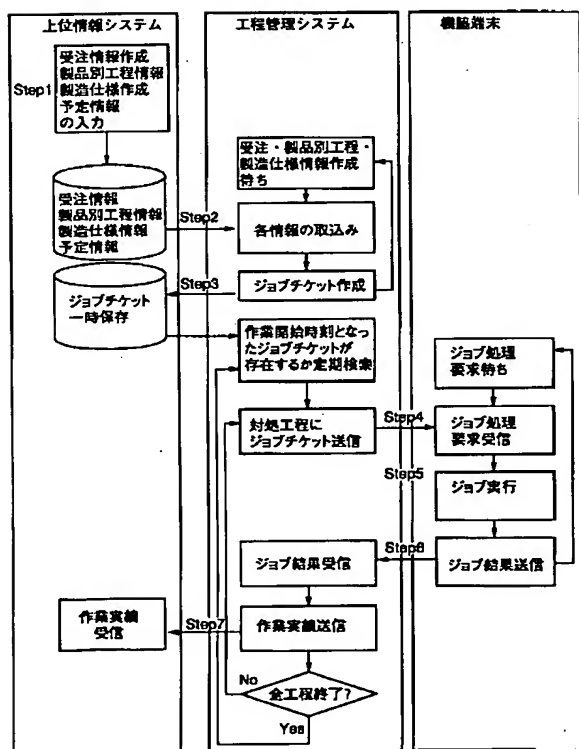 上位情報システム
工程管理システム
機器端末
Step1
受注情報作成
製品別工程情報
製造仕様作成
予定情報
の入力
受注・製品別工程・
製造仕様情報作成
待ち
受注情報
製品別工程情報
製造仕様情報
予定情報
Step2
各情報の取込み
Step3
ジョブチケット作成
ジョブチケット
一時保存
作業開始時刻となっ
たジョブチケットが
存在するか定期検索
ジョブ処理
要求待ち
対処工程に
ジョブチケット送信
Step4
ジョブ処理
要求受信
Step5
ジョブ実行
ジョブ結果受信
Step6
ジョブ結果送信
作業実績
受信
Step7
作業実績送信
No
全工程終了?
Yes